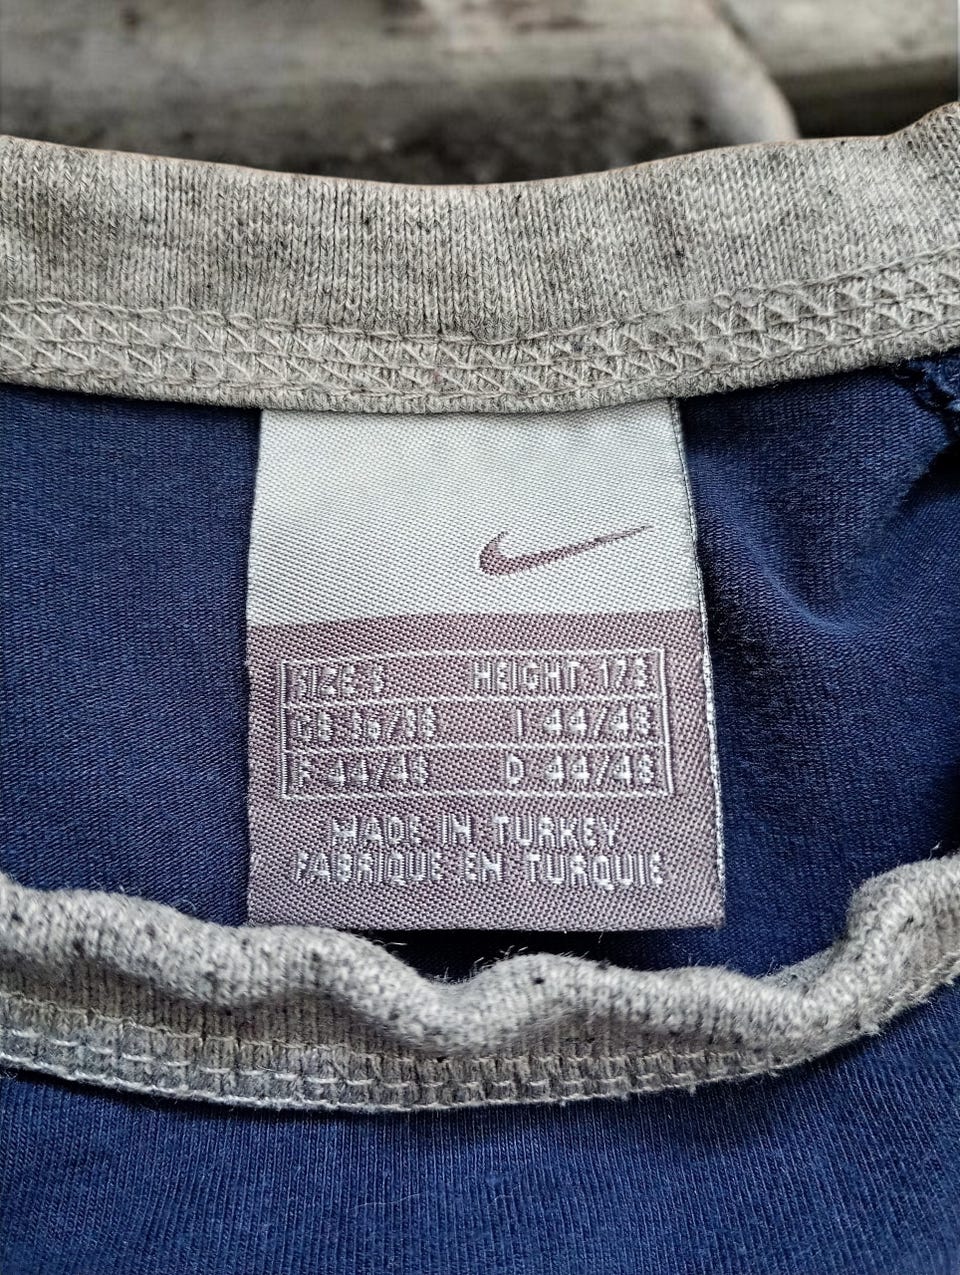 SIZE S HEIGHT 173
GB 36/38 I 44/48
F 44/48 D 44/48
MADE IN TURKEY
FABRIQUE EN TURQUIE